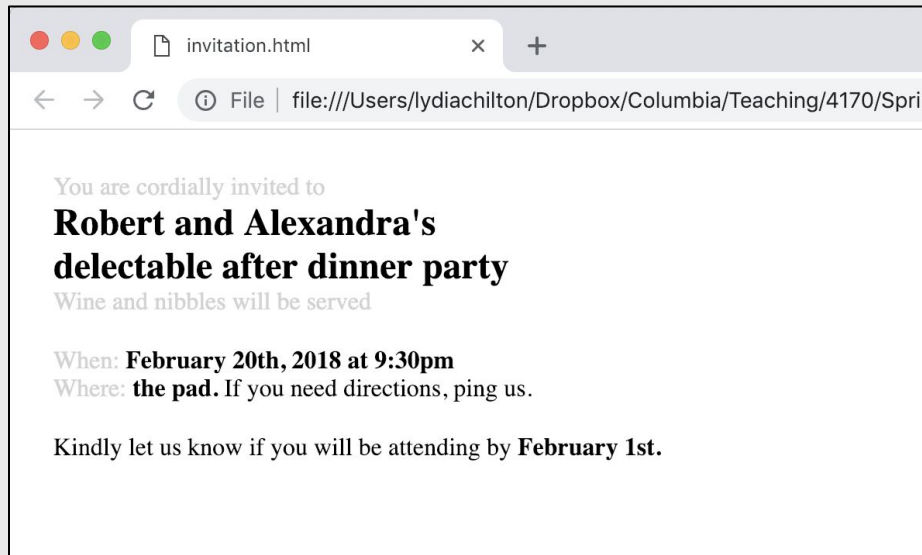 invitation.html
File file:///Users/lydiachilton/Dropbox/Columbia/Teaching/4170/Spri
You are cordially invited to
Robert and Alexandra's
delectable after dinner party
Wine and nibbles will be served
When: February 20th, 2018 at 9:30pm
Where: the pad. If you need directions, ping us.
Kindly let us know if you will be attending by February 1st.